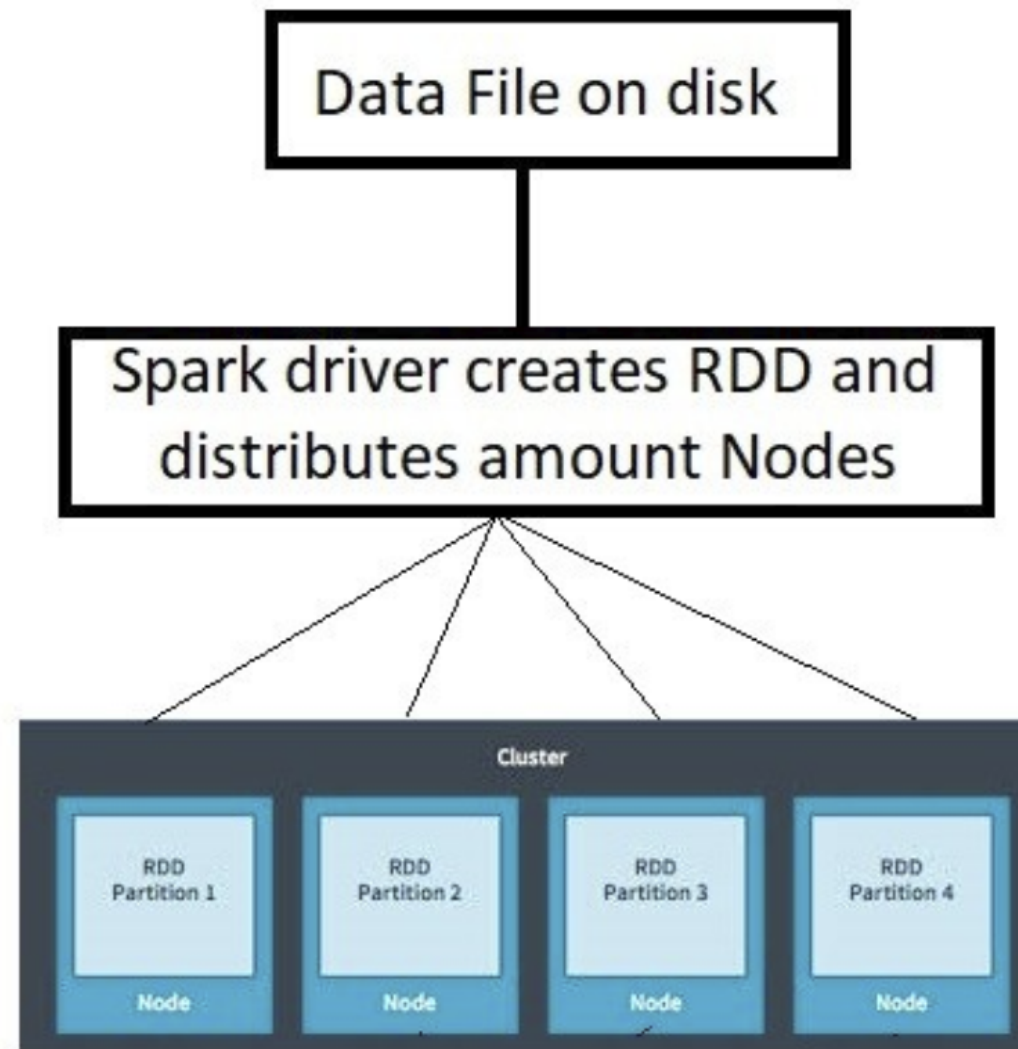 Data File on disk
Spark driver creates RDD and
distributes amount Nodes
Cluster
RDD
Partition 1
RDD
Partition 2
RDD
Partition 3
RDD
Partition 4
Node
Node
Node
Node